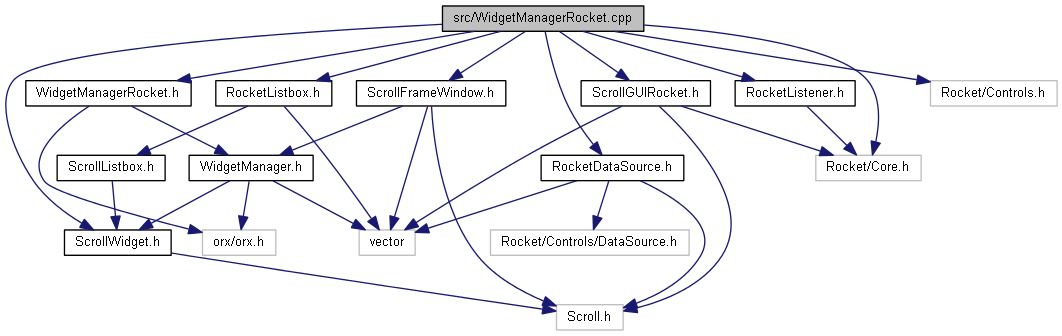 src/WidgetManagerRocket.cpp
WidgetManagerRocket.h
RocketListbox.h
ScrollFrameWindow.h
ScrollGUIRocket.h
RocketListener.h
Rocket/Controls.h
ScrollListbox.h
WidgetManager.h
RocketDataSource.h
Rocket/Core.h
ScrollWidget.h
orx/orx.h
vector
Rocket/Controls/DataSource.h
Scroll.h